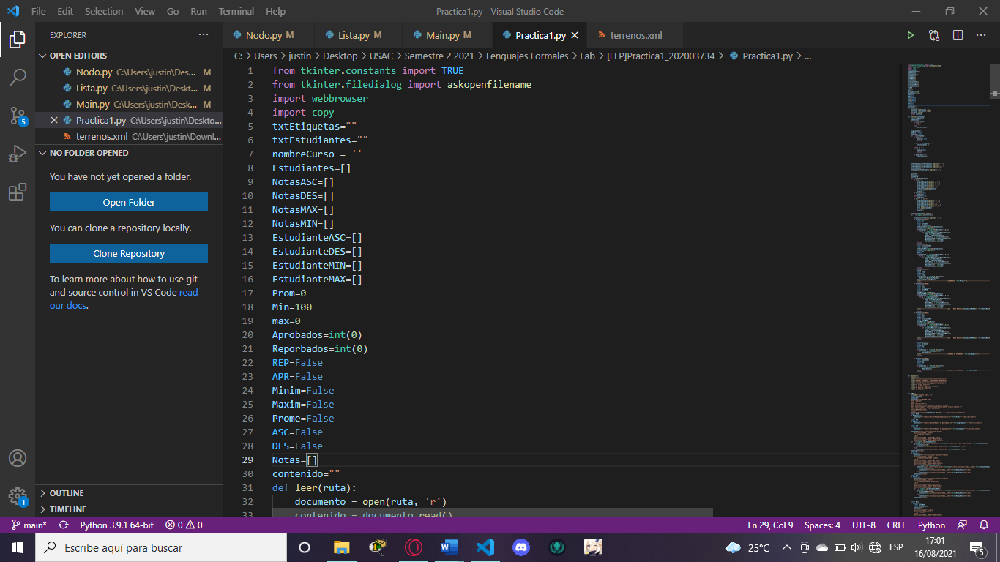 File Edit Selection View Go Run Terminal Help Practica1.py - Visual Studio Code
EXPLORER
OPEN EDITORS
Nodo.py C:\Users\justin\Des... M
Lista.py C:\Users\justin\Deskt... M
Main.py C:\Users\justin\Desk... M
Practica1.py C:\Users\justin\Deskto...
terrenos.xml C:\Users\justin\Downl...
NO FOLDER OPENED
You have not yet opened a folder.
Open Folder
You can clone a repository locally.
Clone Repository
To learn more about how to use git
and source control in VS Code read
our docs.
OUTLINE
TIMELINE
5
1
Nodo.py M Lista.py M Main.py M Practica1.py terrenos.xml
C: > Users > justin > Desktop > USAC > Semestre 2 2021 > Lenguajes Formales > Lab > [LFP]Practica1_202003734 > Practica1.py > ...
1 from tkinter.constants import TRUE
2 from tkinter.filedialog import askopenfilename
3 import webbrowser
4 import copy
5 txtEtiquetas=""
6 txtEstudiantes=""
7 nombreCurso = ''
8 Estudiantes=[]
9 NotasASC=[]
10 NotasDES=[]
11 NotasMAX=[]
12 NotasMIN=[]
13 EstudianteASC=[]
14 EstudianteDES=[]
15 EstudianteMIN=[]
16 EstudianteMAX=[]
17 Prom=0
18 Min=100
19 max=0
20 Aprobados=int(0)
21 Reporbados=int(0)
22 REP=False
23 APR=False
24 Minim=False
25 Maxim=False
26 Prome=False
27 ASC=False
28 DES=False
29 Notas=[]
30 contenido=""
31 def leer(ruta):
32 documento = open(ruta, 'r')
33 contenido = documento.read()
main* Python 3.9.1 64-bit 0 0 Ln 29, Col 9 Spaces: 4 UTF-8 CRLF Python
Escribe aquí para buscar 25°C ESP 17:01
16/08/2021 5